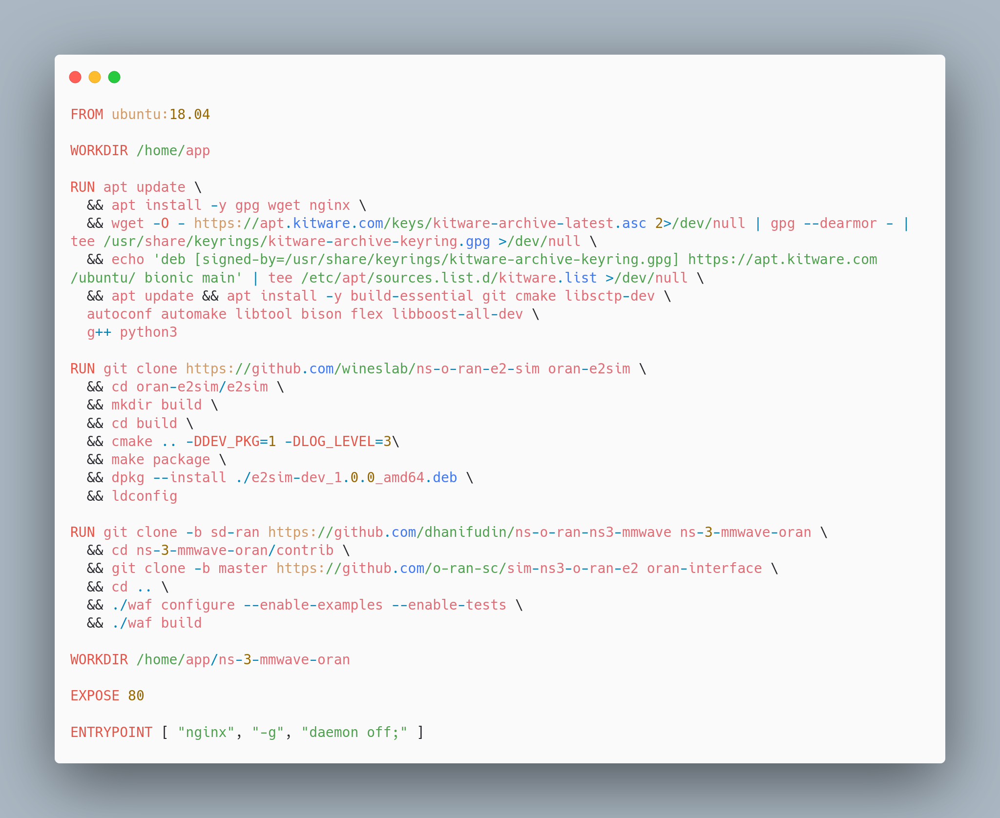 FROM ubuntu:18.04
WORKDIR /home/app
RUN apt update \
  && apt install -y gpg wget nginx \
  && wget -O - https://apt.kitware.com/keys/kitware-archive-latest.asc 2>/dev/null | gpg --dearmor - |
tee /usr/share/keyrings/kitware-archive-keyring.gpg >/dev/null \
  && echo 'deb [signed-by=/usr/share/keyrings/kitware-archive-keyring.gpg] https://apt.kitware.com
/ubuntu/ bionic main' | tee /etc/apt/sources.list.d/kitware.list >/dev/null \
  && apt update && apt install -y build-essential git cmake libsctp-dev \
  autoconf automake libtool bison flex libboost-all-dev \
  g++ python3
RUN git clone https://github.com/wineslab/ns-o-ran-e2-sim oran-e2sim \
  && cd oran-e2sim/e2sim \
  && mkdir build \
  && cd build \
  && cmake .. -DDEV_PKG=1 -DLOG_LEVEL=3\
  && make package \
  && dpkg --install ./e2sim-dev_1.0.0_amd64.deb \
  && ldconfig
RUN git clone -b sd-ran https://github.com/dhanifudin/ns-o-ran-ns3-mmwave ns-3-mmwave-oran \
  && cd ns-3-mmwave-oran/contrib \
  && git clone -b master https://github.com/o-ran-sc/sim-ns3-o-ran-e2 oran-interface \
  && cd .. \
  && ./waf configure --enable-examples --enable-tests \
  && ./waf build
WORKDIR /home/app/ns-3-mmwave-oran
EXPOSE 80
ENTRYPOINT [ "nginx", "-g", "daemon off;" ]